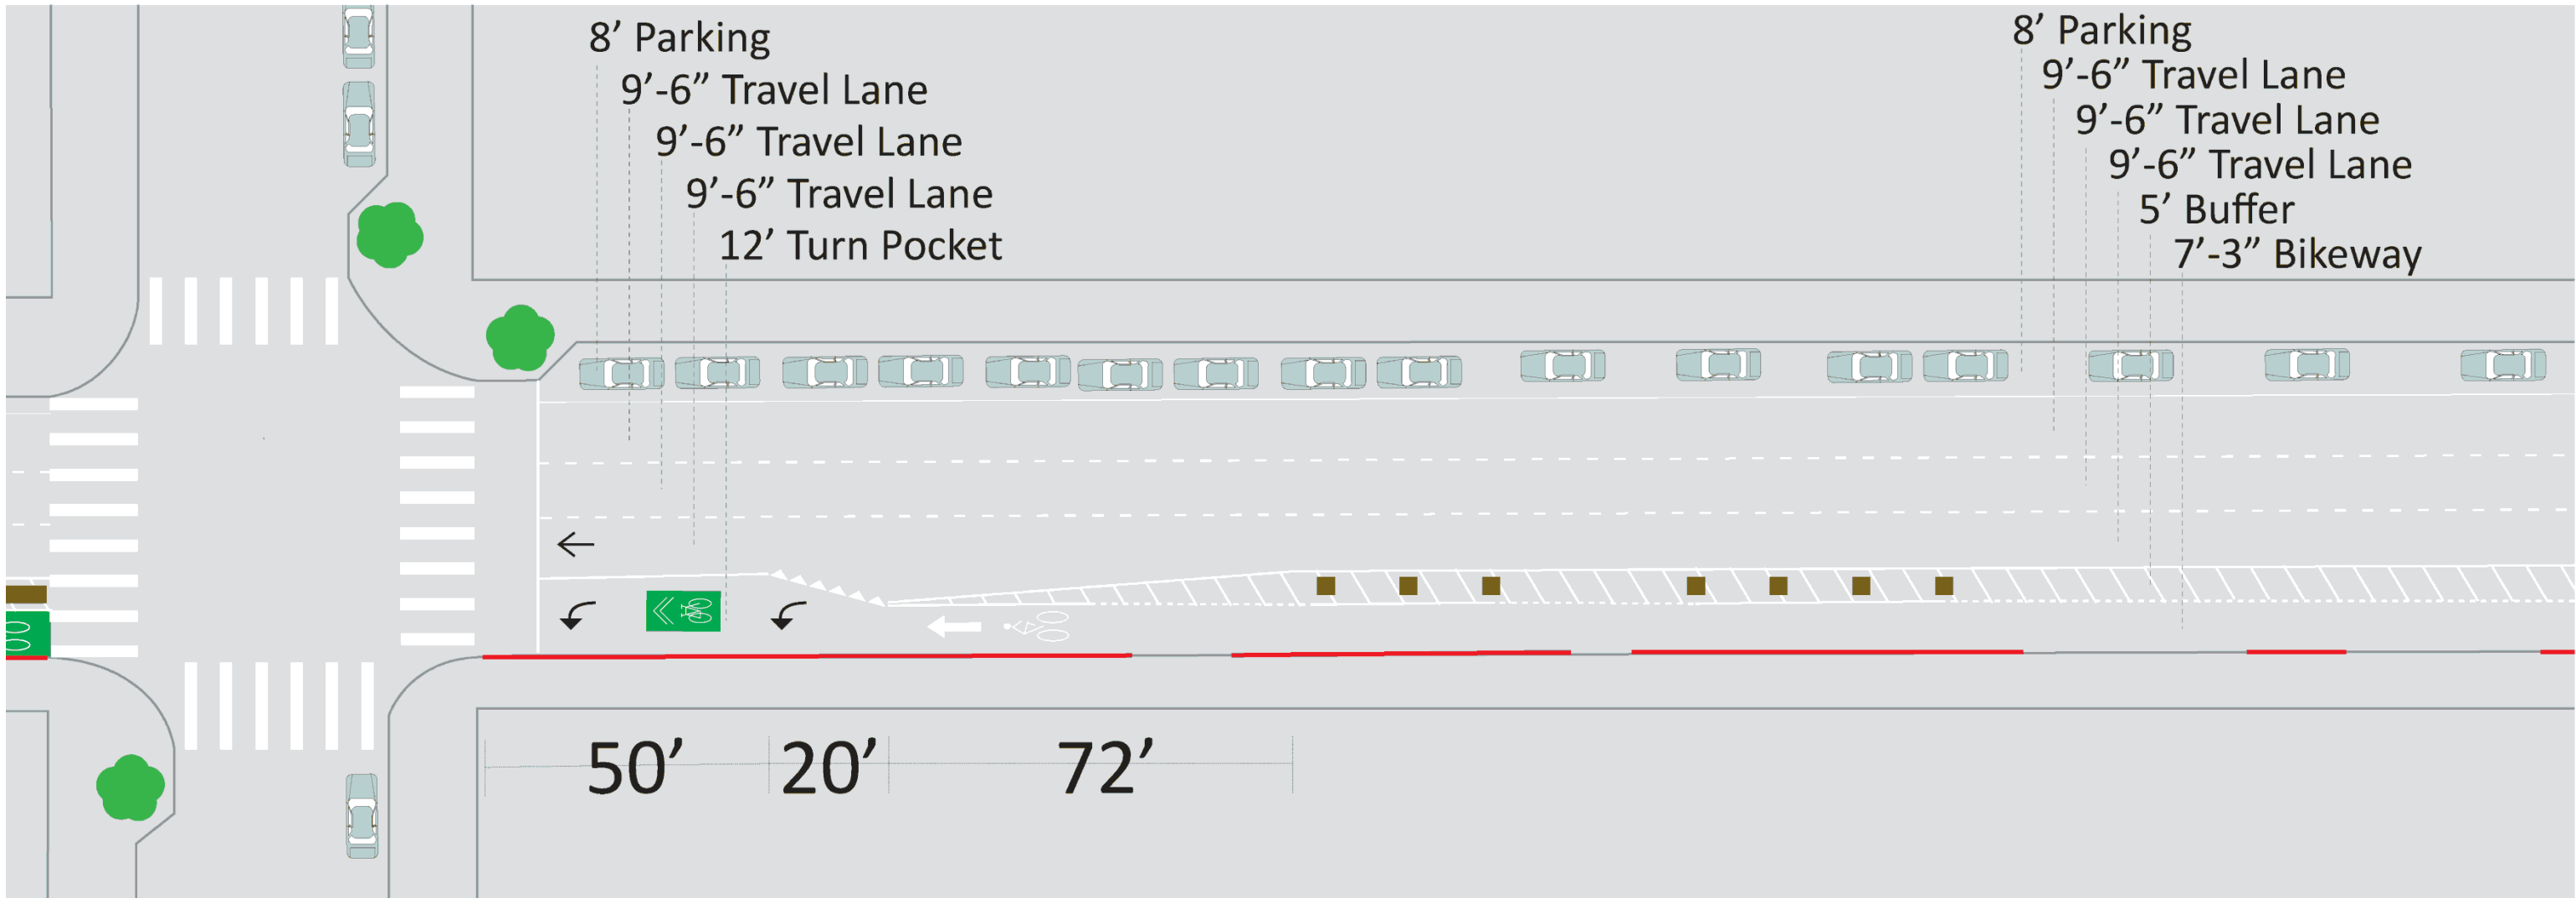 8’ Parking
9’-6” Travel Lane
9’-6” Travel Lane
9’-6” Travel Lane
12’ Turn Pocket
8’ Parking
9’-6” Travel Lane
9’-6” Travel Lane
9’-6” Travel Lane
5’ Buffer
7’-3” Bikeway
50’
20’
72’